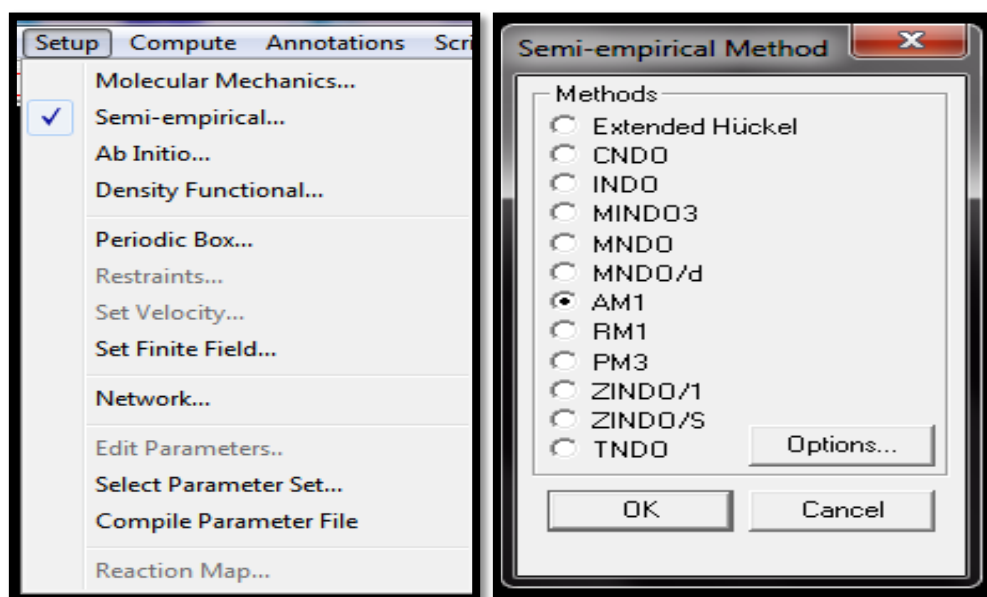 Setup Compute Annotations Scri
Molecular Mechanics...
Semi-empirical...
Ab Initio...
Density Functional...
Periodic Box...
Restraints...
Set Velocity...
Set Finite Field...
Network...
Edit Parameters..
Select Parameter Set...
Compile Parameter File
Reaction Map...
Semi-empirical Method
Methods
Extended Hückel
CNDO
INDO
MINDO3
MNDO
MNDO/d
AM1
RM1
PM3
ZINDO/1
ZINDO/S
TNDO
Options...
OK Cancel